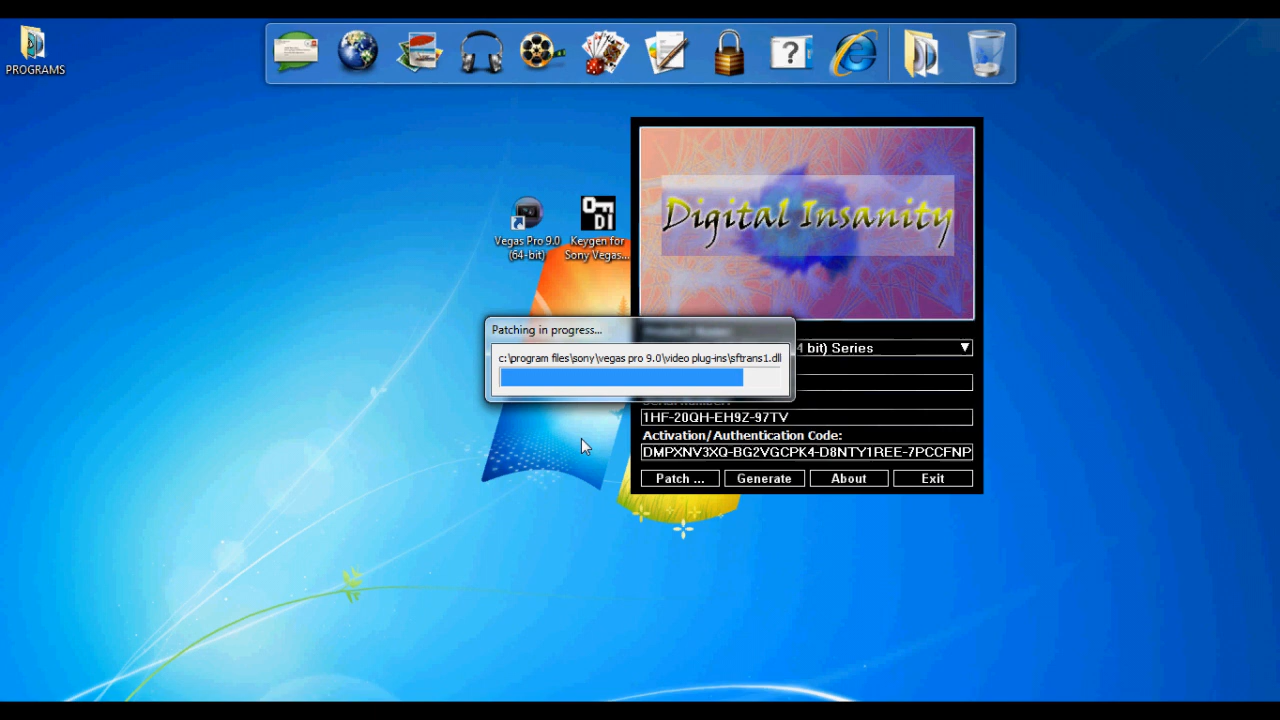 PROGRAMS
?
Vegas Pro 9.0
(64-bit)
DI
Keygen for
Sony Vegas...
Digital Insanity
Patching in progress...
c:\program files\sony\vegas pro 9.0\video plug-ins\sftrans1.dll
4 bit) Series
1HF-20QH-EH9Z-97TV
Activation/Authentication Code:
DMPXNV3XQ-BG2VGCPK4-D8NTY1REE-7PCCFNP
Patch ...
Generate
About
Exit